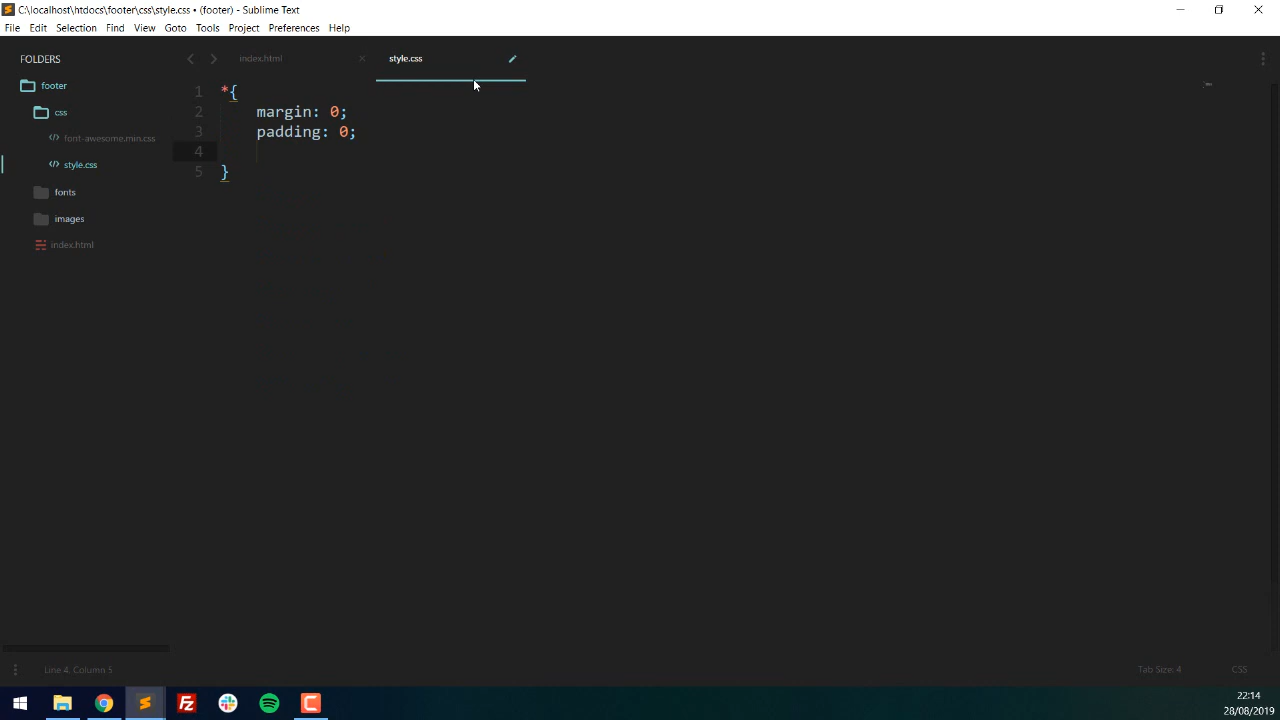 C:\localhost\htdocs\footer\css\style.css • (footer) - Sublime Text
File Edit Selection Find View Goto Tools Project Preferences Help
FOLDERS
footer
css
font-awesome.min.css
style.css
fonts
images
index.html
index.html
style.css
1 *{
2 margin: 0;
3 padding: 0;
4
5 }
Line 4, Column 5
Tab Size: 4
CSS
22:14
28/08/2019